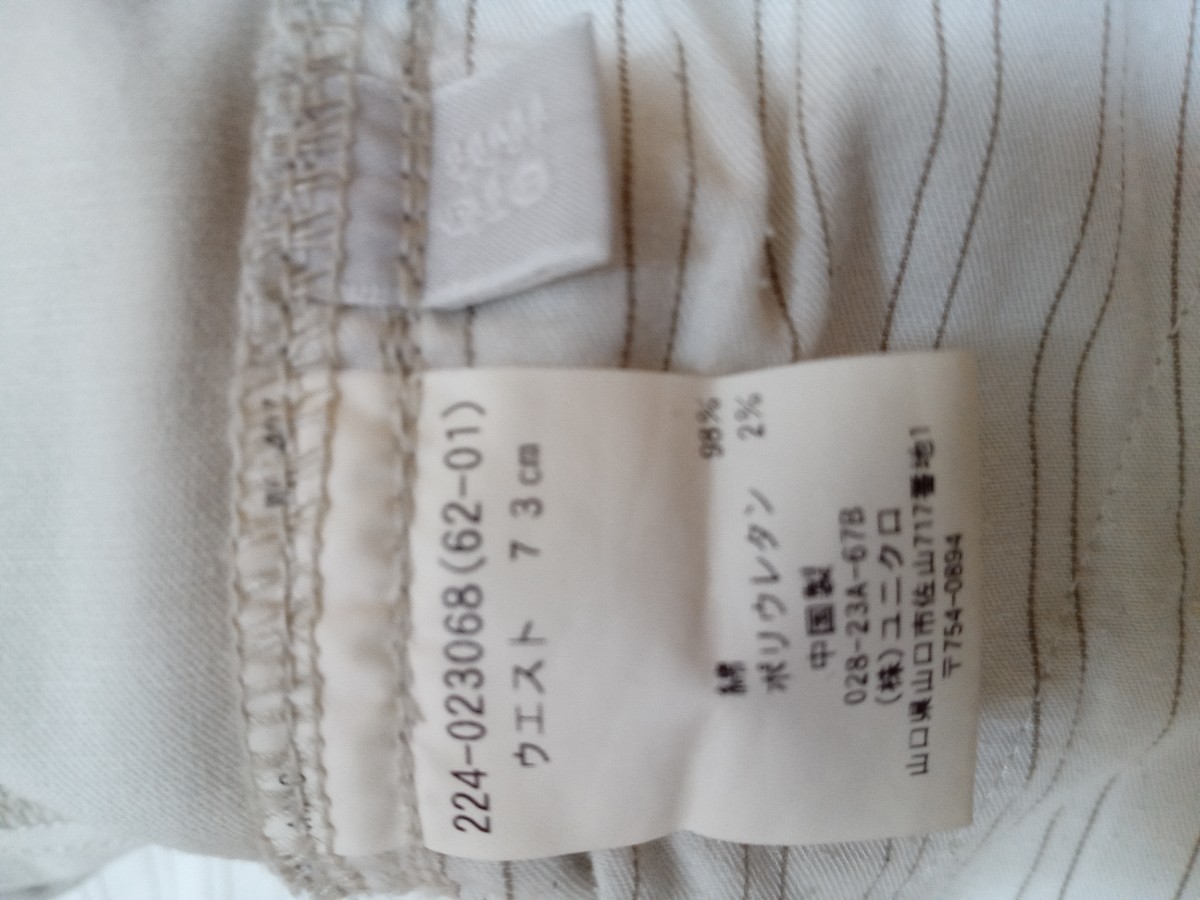 224-023068(62-01)
ウエスト 73cm
綿 98%
ポリウレタン 2%
中国製
028-23A-67B
(株)ユニクロ
山口県山口市佐山717番地1
〒754-0894